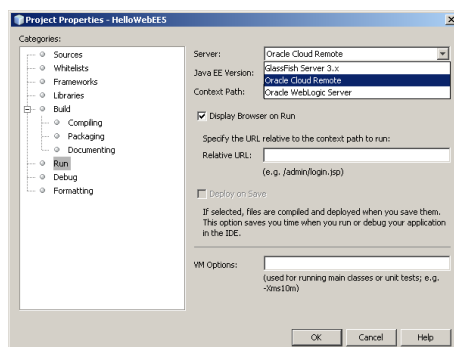 Project Properties - HelloWebEE5
Categories:
Sources
Whitelists
Frameworks
Libraries
Build
Compiling
Packaging
Documenting
Run
Debug
Formatting
Server:
Oracle Cloud Remote
GlassFish Server 3.x
Oracle Cloud Remote
Oracle WebLogic Server
Java EE Version:
Context Path:
Display Browser on Run
Specify the URL relative to the context path to run:
Relative URL:
(e.g. /admin/login.jsp)
Deploy on Save
If selected, files are compiled and deployed when you save them.
This option saves you time when you run or debug your application
in the IDE.
VM Options:
(used for running main classes or unit tests; e.g.
-Xms10m)
OK
Cancel
Help